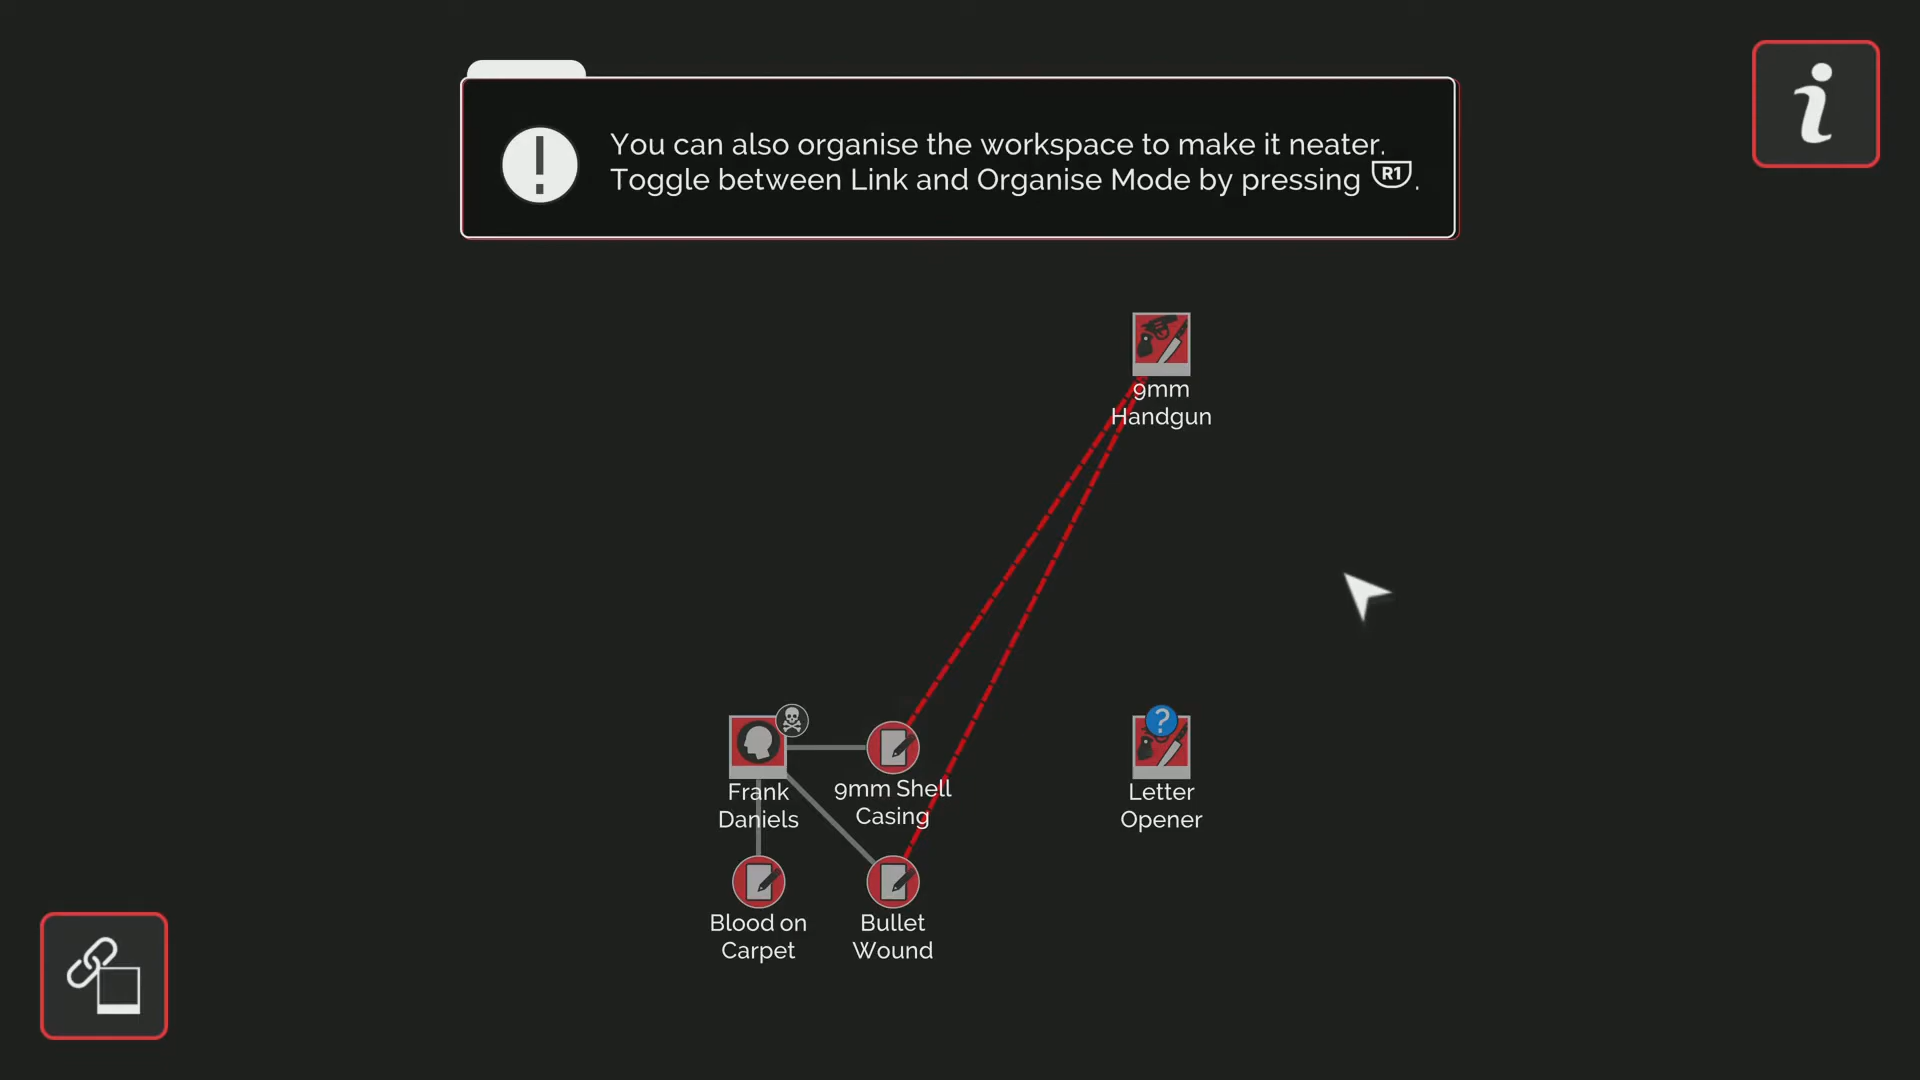 You can also organise the workspace to make it neater.
Toggle between Link and Organise Mode by pressing R1.
9mm
Handgun
Frank
Daniels
9mm Shell
Casing
Letter
Opener
Blood on
Carpet
Bullet
Wound